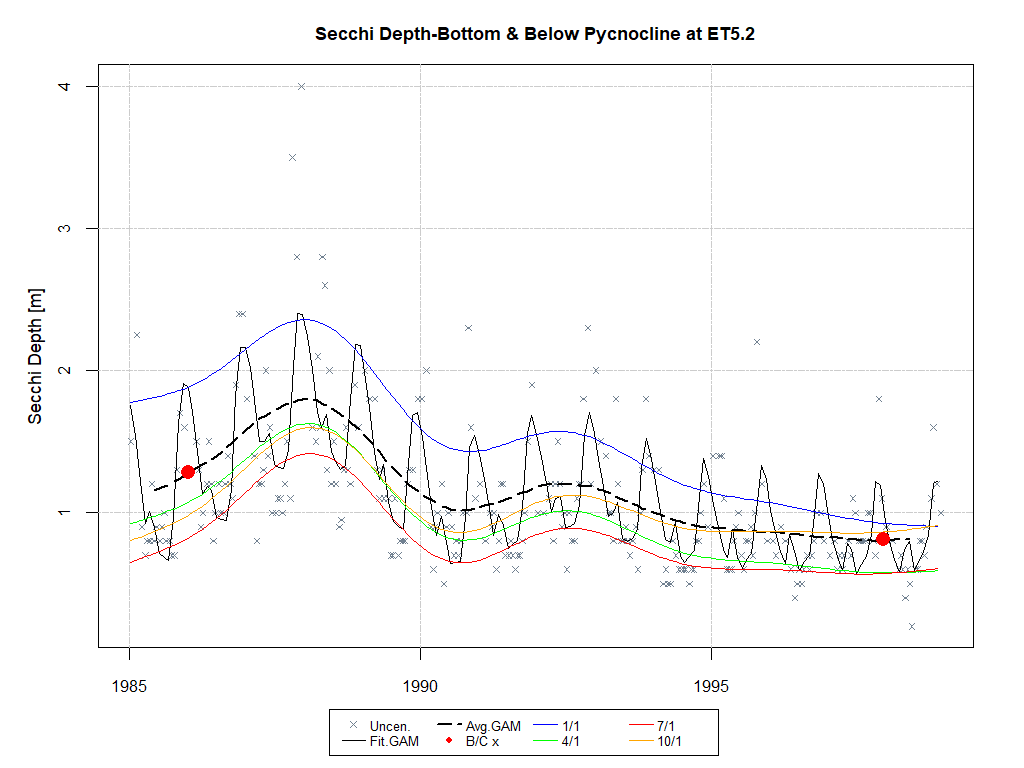 Secchi Depth-Bottom & Below Pycnocline at ET5.2
4
3
2
1
Secchi Depth [m]
1985 1990 1995
Uncen. Avg.GAM 1/1 7/1
Fit.GAM B/C x 4/1 10/1